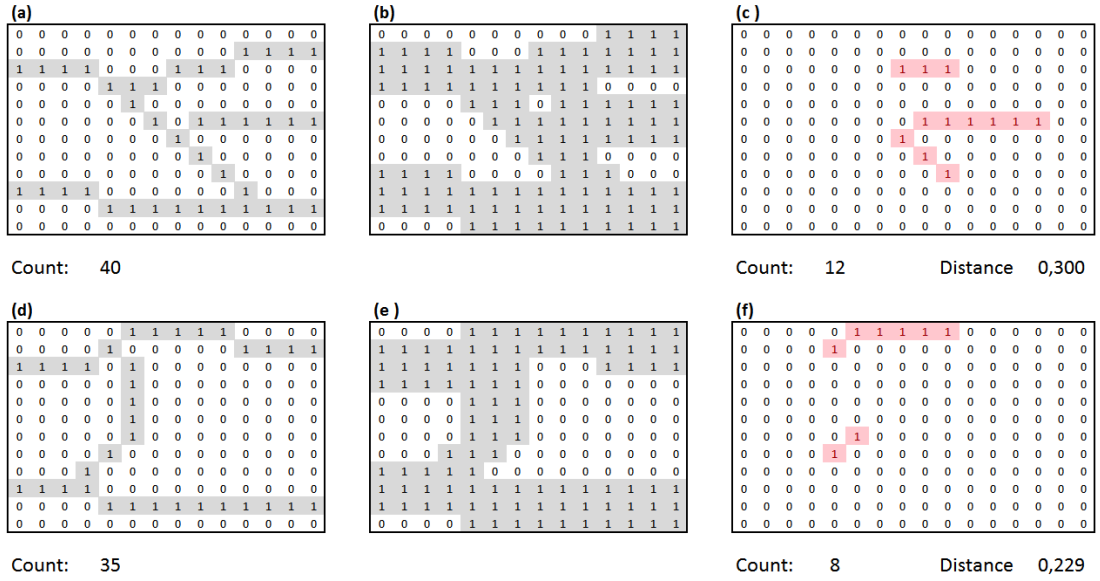 (a)
0 0 0 0 0 0 0 0 0 0 0 0 0 0
0 0 0 0 0 0 0 0 0 0 1 1 1 1
1 1 1 1 0 0 0 1 1 1 0 0 0 0
0 0 0 0 1 1 1 0 0 0 0 0 0 0
0 0 0 0 0 1 0 0 0 0 0 0 0 0
0 0 0 0 0 0 1 0 1 1 1 1 1 1
0 0 0 0 0 0 0 1 0 0 0 0 0 0
0 0 0 0 0 0 0 0 1 0 0 0 0 0
0 0 0 0 0 0 0 0 0 1 0 0 0 0
1 1 1 1 0 0 0 0 0 0 1 0 0 0
0 0 0 0 1 1 1 1 1 1 1 1 1 1
0 0 0 0 0 0 0 0 0 0 0 0 0 0
Count: 40
(b)
0 0 0 0 0 0 0 0 0 0 1 1 1 1
1 1 1 1 0 0 0 1 1 1 1 1 1 1
1 1 1 1 1 1 1 1 1 1 1 1 1 1
1 1 1 1 1 1 1 1 1 1 0 0 0 0
0 0 0 0 1 1 1 0 1 1 1 1 1 1
0 0 0 0 0 1 1 1 1 1 1 1 1 1
0 0 0 0 0 0 1 1 1 1 1 1 1 1
0 0 0 0 0 0 0 1 1 1 0 0 0 0
1 1 1 1 0 0 0 0 1 1 1 0 0 0
1 1 1 1 1 1 1 1 1 1 1 1 1 1
1 1 1 1 1 1 1 1 1 1 1 1 1 1
0 0 0 0 1 1 1 1 1 1 1 1 1 1
(c )
0 0 0 0 0 0 0 0 0 0 0 0 0 0 0 0
0 0 0 0 0 0 0 0 0 0 0 0 0 0 0 0
0 0 0 0 0 0 0 1 1 1 0 0 0 0 0 0
0 0 0 0 0 0 0 0 0 0 0 0 0 0 0 0
0 0 0 0 0 0 0 0 0 0 0 0 0 0 0 0
0 0 0 0 0 0 0 0 1 1 1 1 1 1 0 0
0 0 0 0 0 0 0 1 0 0 0 0 0 0 0 0
0 0 0 0 0 0 0 0 1 0 0 0 0 0 0 0
0 0 0 0 0 0 0 0 0 1 0 0 0 0 0 0
0 0 0 0 0 0 0 0 0 0 0 0 0 0 0 0
0 0 0 0 0 0 0 0 0 0 0 0 0 0 0 0
0 0 0 0 0 0 0 0 0 0 0 0 0 0 0 0
Count: 12 Distance 0,300
(d)
0 0 0 0 0 1 1 1 1 1 0 0 0 0
0 0 0 0 1 0 0 0 0 0 1 1 1 1
1 1 1 1 0 1 0 0 0 0 0 0 0 0
0 0 0 0 0 1 0 0 0 0 0 0 0 0
0 0 0 0 0 1 0 0 0 0 0 0 0 0
0 0 0 0 0 1 0 0 0 0 0 0 0 0
0 0 0 0 0 1 0 0 0 0 0 0 0 0
0 0 0 0 1 0 0 0 0 0 0 0 0 0
0 0 0 1 0 0 0 0 0 0 0 0 0 0
1 1 1 1 0 0 0 0 0 0 0 0 0 0
0 0 0 0 1 1 1 1 1 1 1 1 1 1
0 0 0 0 0 0 0 0 0 0 0 0 0 0
Count: 35
(e )
0 0 0 0 1 1 1 1 1 1 1 1 1 1
1 1 1 1 1 1 1 1 1 1 1 1 1 1
1 1 1 1 1 1 1 0 0 0 1 1 1 1
1 1 1 1 1 1 1 0 0 0 0 0 0 0
0 0 0 0 1 1 1 0 0 0 0 0 0 0
0 0 0 0 1 1 1 0 0 0 0 0 0 0
0 0 0 0 1 1 1 0 0 0 0 0 0 0
0 0 0 1 1 1 0 0 0 0 0 0 0 0
1 1 1 1 1 0 0 0 0 0 0 0 0 0
1 1 1 1 1 1 1 1 1 1 1 1 1 1
1 1 1 1 1 1 1 1 1 1 1 1 1 1
0 0 0 0 1 1 1 1 1 1 1 1 1 1
(f)
0 0 0 0 0 1 1 1 1 1 0 0 0 0 0 0
0 0 0 0 1 0 0 0 0 0 0 0 0 0 0 0
0 0 0 0 0 0 0 0 0 0 0 0 0 0 0 0
0 0 0 0 0 0 0 0 0 0 0 0 0 0 0 0
0 0 0 0 0 0 0 0 0 0 0 0 0 0 0 0
0 0 0 0 0 0 0 0 0 0 0 0 0 0 0 0
0 0 0 0 0 1 0 0 0 0 0 0 0 0 0 0
0 0 0 0 1 0 0 0 0 0 0 0 0 0 0 0
0 0 0 0 0 0 0 0 0 0 0 0 0 0 0 0
0 0 0 0 0 0 0 0 0 0 0 0 0 0 0 0
0 0 0 0 0 0 0 0 0 0 0 0 0 0 0 0
0 0 0 0 0 0 0 0 0 0 0 0 0 0 0 0
Count: 8 Distance 0,229